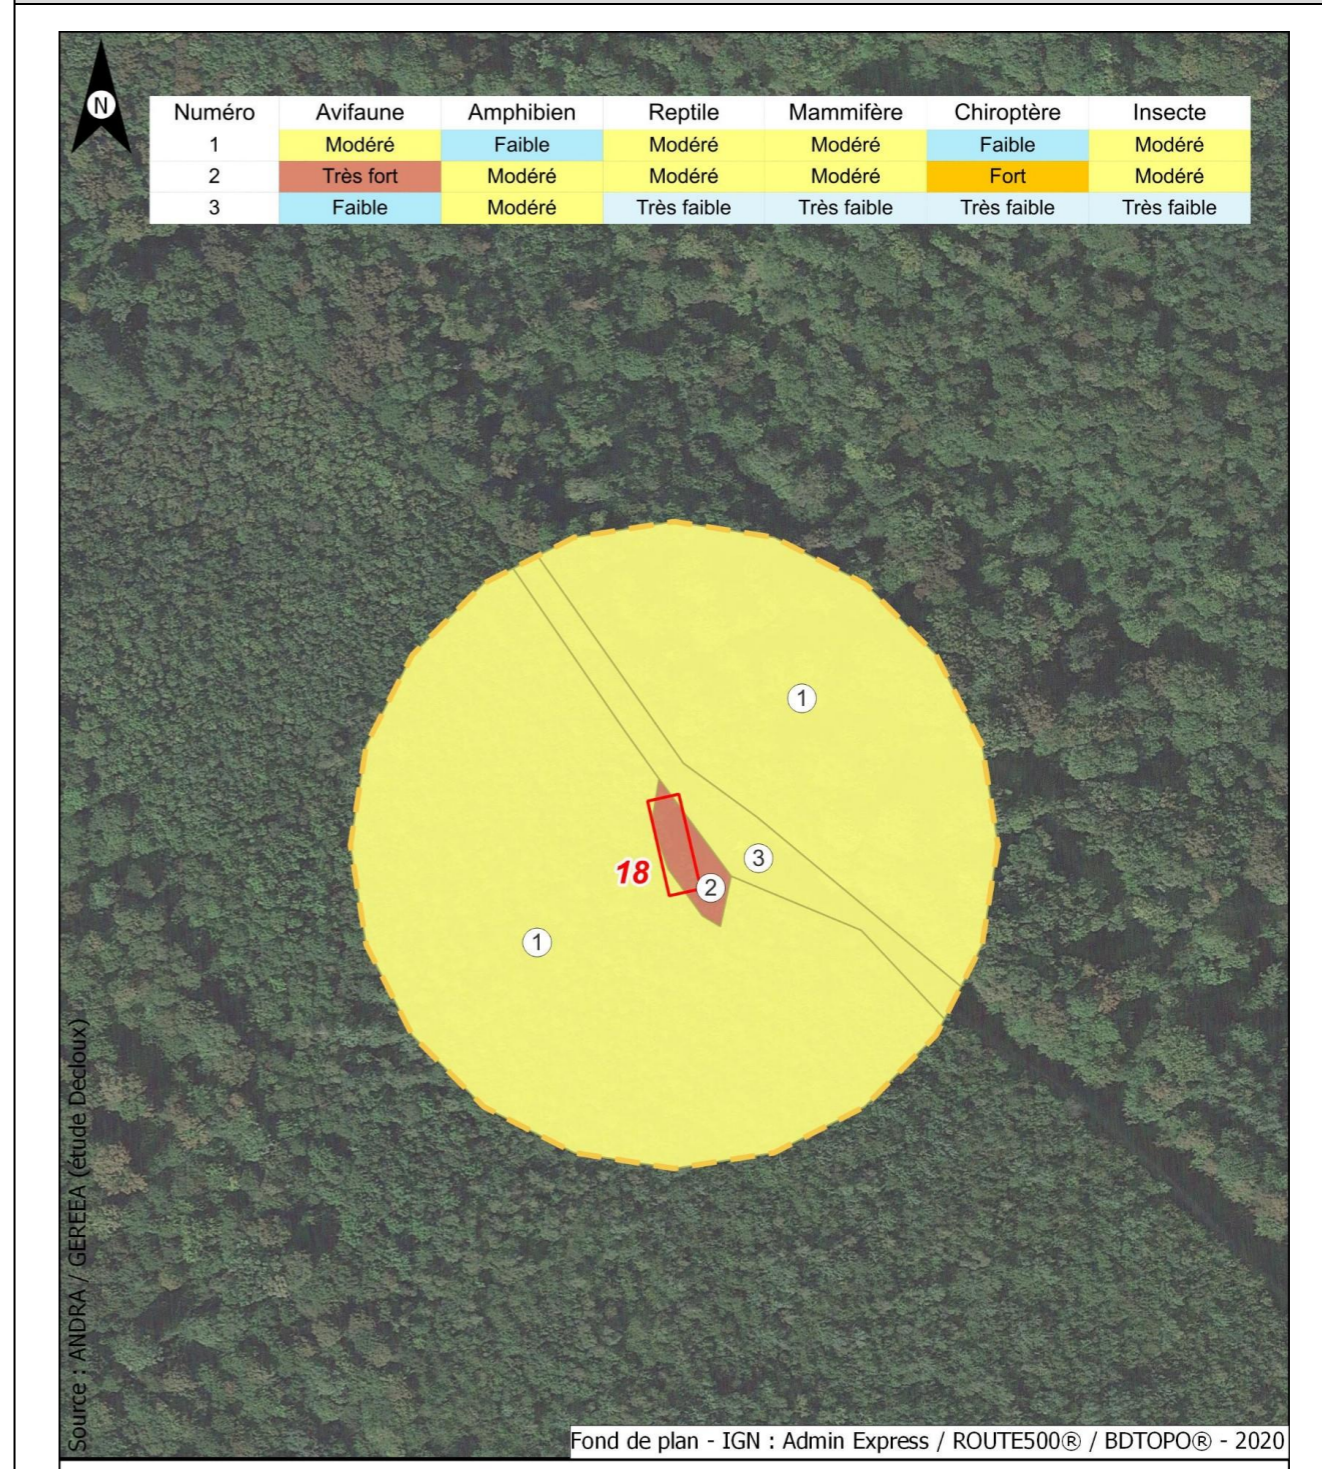 N
Numéro Avifaune Amphibien Reptile Mammifère Chiroptère Insecte
1 Modéré Faible Modéré Modéré Faible Modéré
2 Très fort Modéré Modéré Modéré Fort Modéré
3 Faible Modéré Très faible Très faible Très faible Très faible
1
3
18
2
1
Source : ANDRA / GEREEA (étude Decloux)
Fond de plan - IGN : Admin Express / ROUTE500® / BDTOPO® - 2020